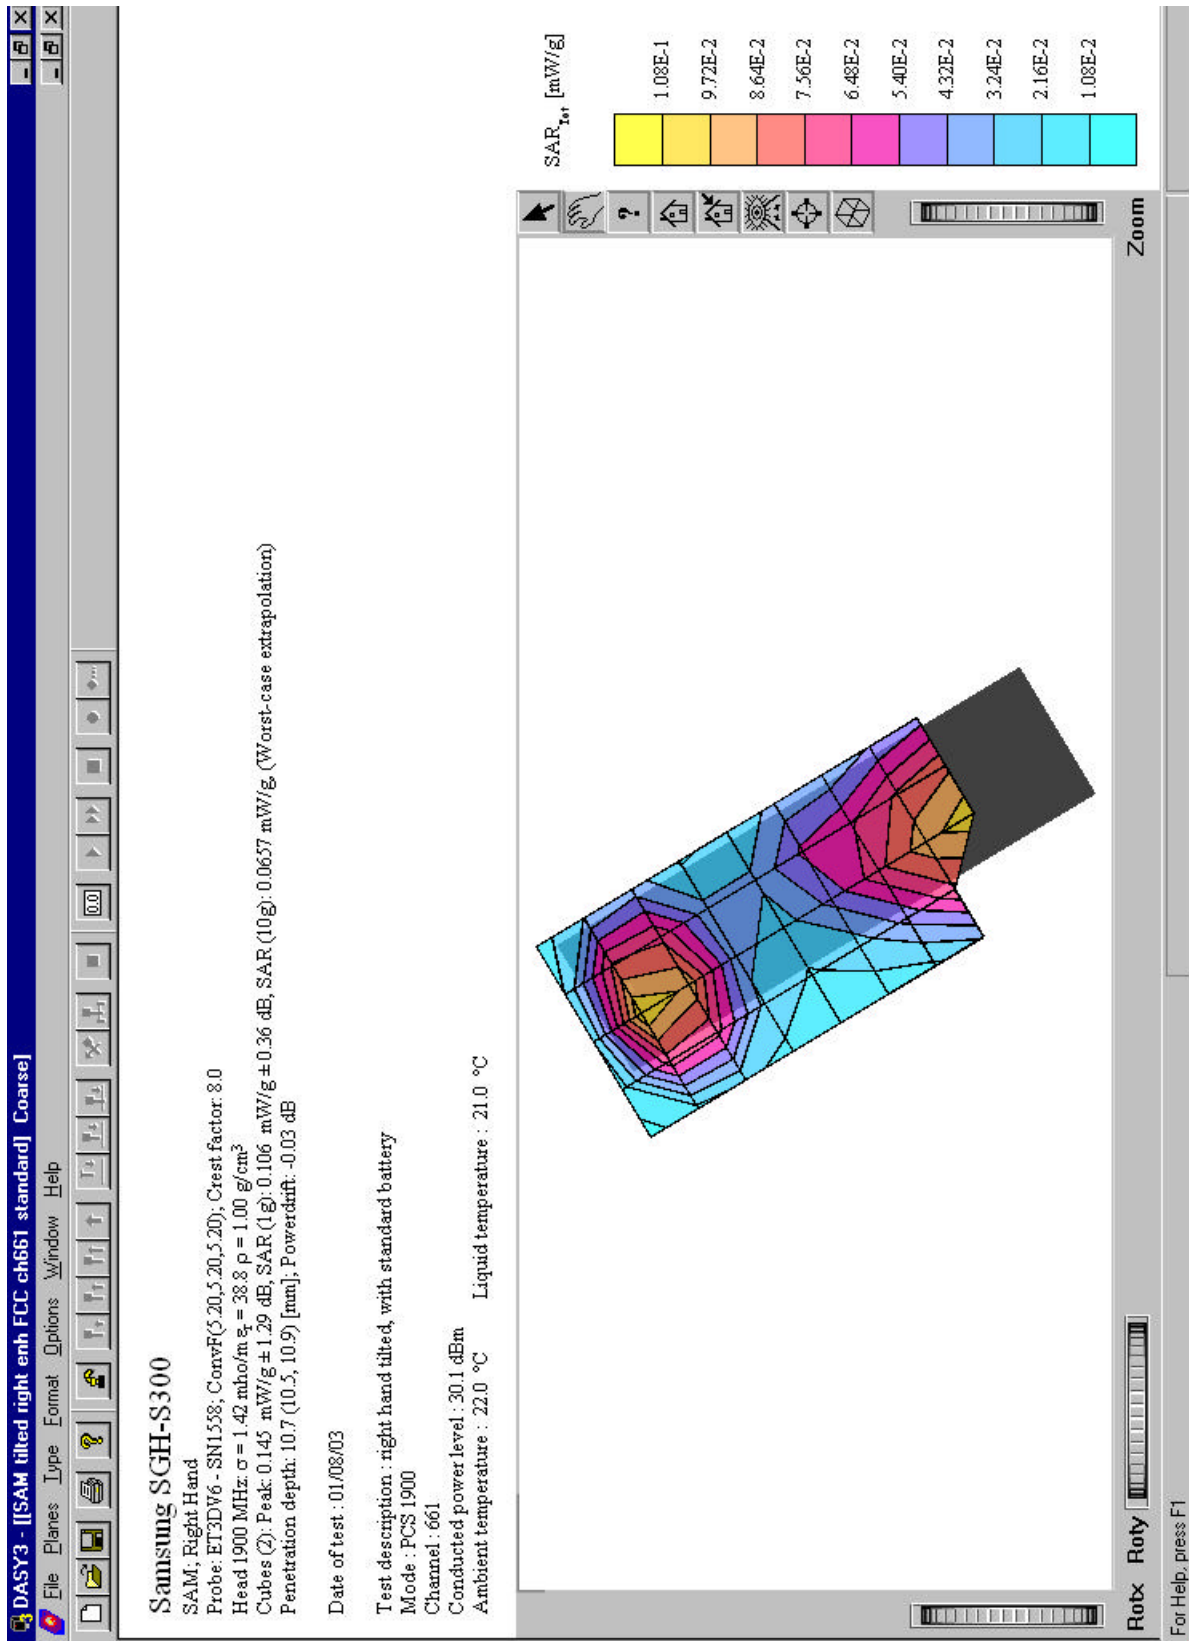 DASY3 - [[SAM tilted right enh FCC ch661 standard]  Coarse]
File Planes Type Format Options Window Help
0.0
Samsung SGH-S300
SAM; Right Hand
Probe: ET3DV6 - SN1558; ConvF(5.20,5.20,5.20); Crest factor: 8.0
Head 1900 MHz: σ = 1.42 mho/m εr = 38.8 ρ = 1.00 g/cm³
Cubes (2): Peak: 0.145 mW/g ± 1.29 dB, SAR (1g): 0.106 mW/g ± 0.36 dB, SAR (10g): 0.0657 mW/g, (Worst-case extrapolation)
Penetration depth: 10.7 (10.5, 10.9) [mm]; Powerdrift: -0.03 dB
Date of test : 01/08/03
Test description : right hand tilted, with standard battery
Mode : PCS 1900
Channel : 661
Conducted power level : 30.1 dBm
Ambient temperature : 22.0 °C Liquid temperature : 21.0 °C
SARTot [mW/g]
1.08E-1
9.72E-2
8.64E-2
7.56E-2
6.48E-2
5.40E-2
4.32E-2
3.24E-2
2.16E-2
1.08E-2
Rotx Roty Zoom
For Help, press F1